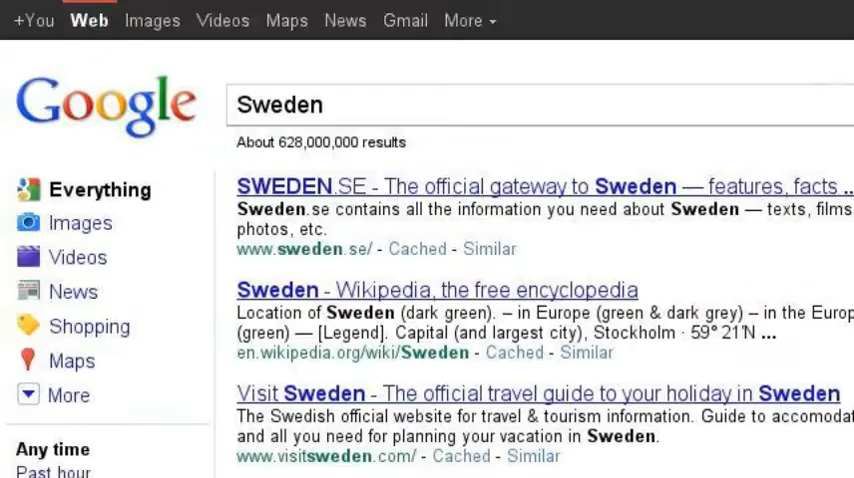 +You Web Images Videos Maps News Gmail More
Google
Sweden
About 628,000,000 results
Everything
Images
Videos
News
Shopping
Maps
More
Any time
Past hour
SWEDEN.SE - The official gateway to Sweden — features, facts ...
Sweden.se contains all the information you need about Sweden — texts, films
photos, etc.
www.sweden.se/ - Cached - Similar
Sweden - Wikipedia, the free encyclopedia
Location of Sweden (dark green). – in Europe (green & dark grey) – in the Europ
(green) — [Legend]. Capital (and largest city), Stockholm · 59° 21'N ...
en.wikipedia.org/wiki/Sweden - Cached - Similar
Visit Sweden - The official travel guide to your holiday in Sweden
The Swedish official website for travel & tourism information. Guide to accomodat
and all you need for planning your vacation in Sweden.
www.visitsweden.com/ - Cached - Similar